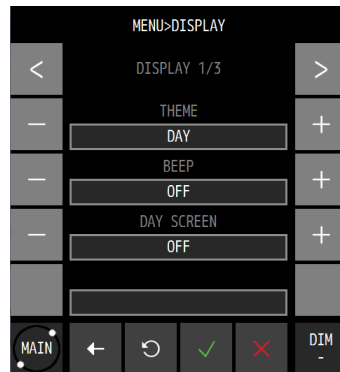 MENU>DISPLAY
< DISPLAY 1/3 >
THEME
— DAY +
BEEP
— OFF +
DAY SCREEN
— OFF +
MAIN DIM
-